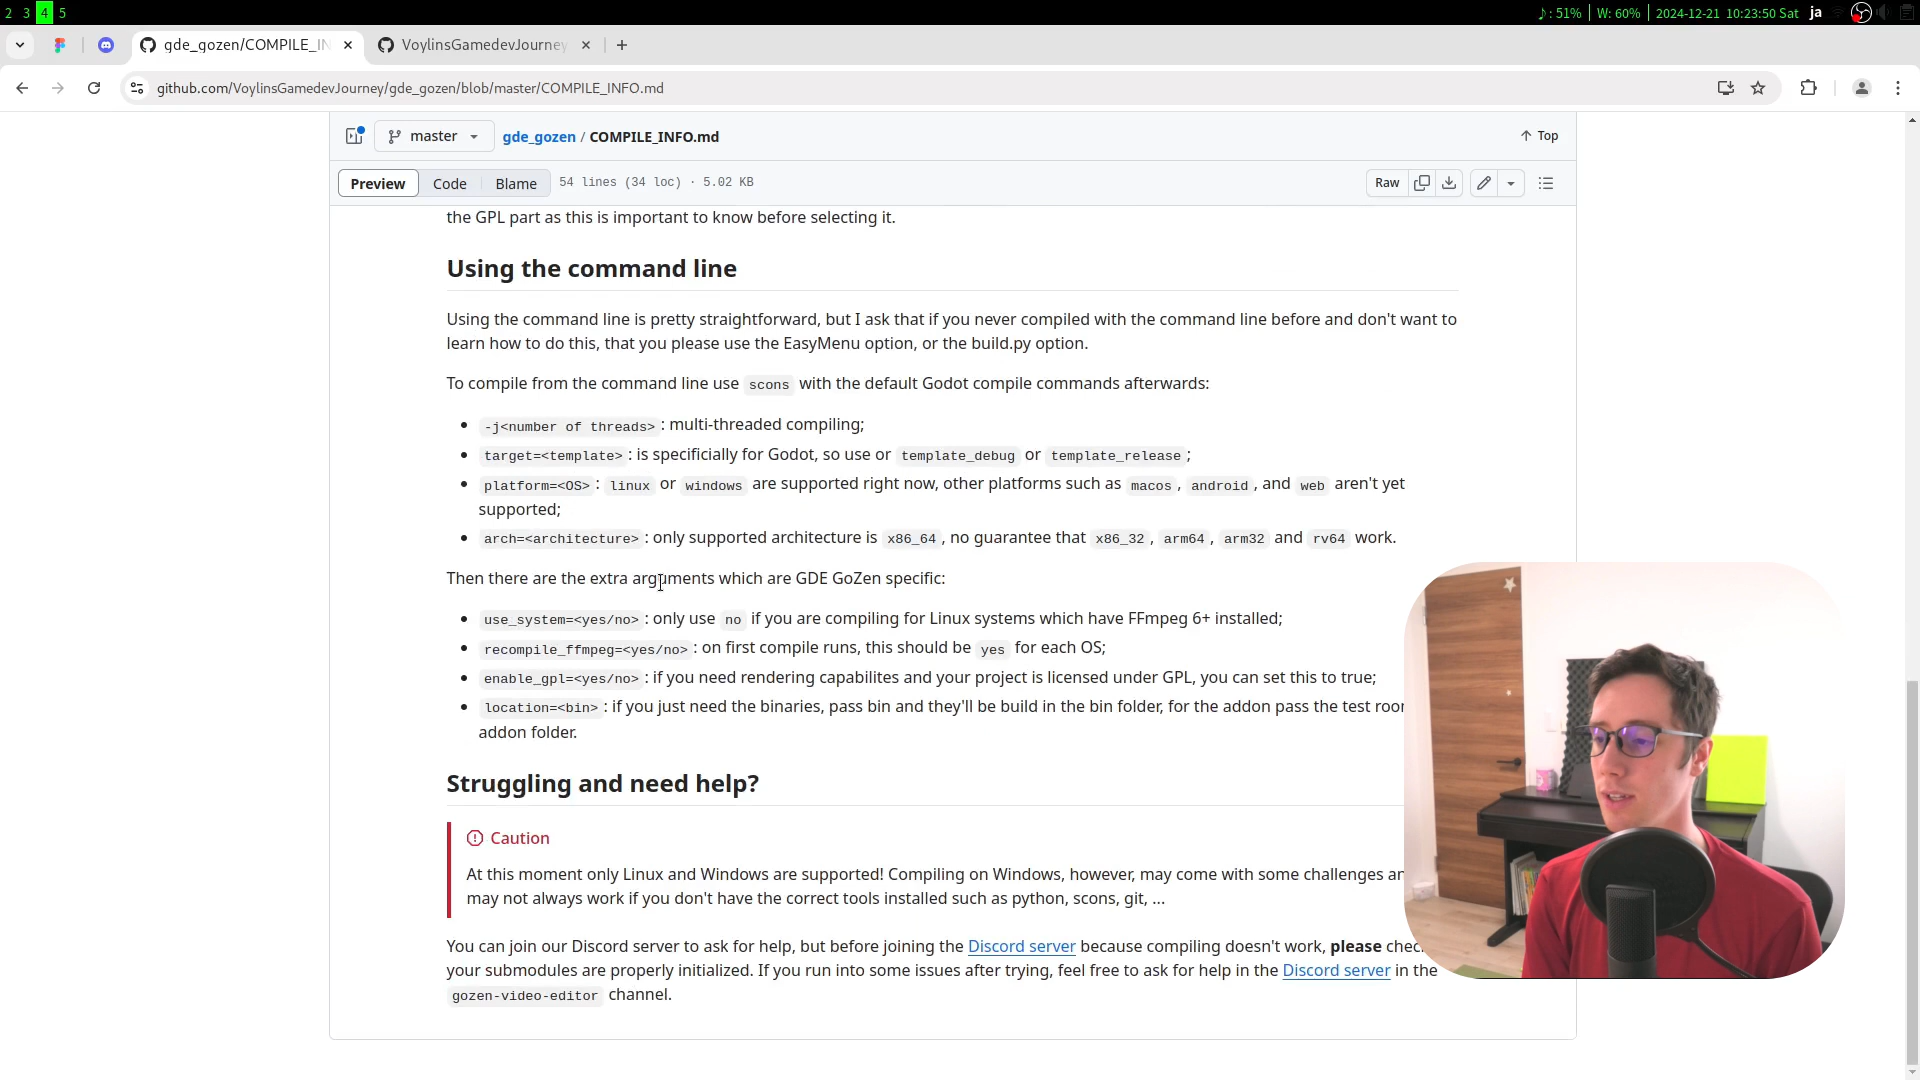 2 3 4 5
♪: 51% W: 60% 2024-12-21 10:23:50 Sat ja
gde_gozen/COMPILE_IN
VoylinsGamedevJourney
github.com/VoylinsGamedevJourney/gde_gozen/blob/master/COMPILE_INFO.md
master gde_gozen / COMPILE_INFO.md Top
Preview Code Blame 54 lines (34 loc) · 5.02 KB Raw
the GPL part as this is important to know before selecting it.
Using the command line
Using the command line is pretty straightforward, but I ask that if you never compiled with the command line before and don't want to
learn how to do this, that you please use the EasyMenu option, or the build.py option.
To compile from the command line use scons with the default Godot compile commands afterwards:
-j<number of threads> : multi-threaded compiling;
target=<template> : is specificially for Godot, so use or template_debug or template_release ;
platform=<OS> : linux or windows are supported right now, other platforms such as macos , android , and web aren't yet
supported;
arch=<architecture> : only supported architecture is x86_64 , no guarantee that x86_32 , arm64 , arm32 and rv64 work.
Then there are the extra arguments which are GDE GoZen specific:
use_system=<yes/no> : only use no if you are compiling for Linux systems which have FFmpeg 6+ installed;
recompile_ffmpeg=<yes/no> : on first compile runs, this should be yes for each OS;
enable_gpl=<yes/no> : if you need rendering capabilites and your project is licensed under GPL, you can set this to true;
location=<bin> : if you just need the binaries, pass bin and they'll be build in the bin folder, for the addon pass the test
addon folder.
Struggling and need help?
Caution
At this moment only Linux and Windows are supported! Compiling on Windows, however, may come with some challenges
may not always work if you don't have the correct tools installed such as python, scons, git, ...
You can join our Discord server to ask for help, but before joining the Discord server because compiling doesn't work, please
your submodules are properly initialized. If you run into some issues after trying, feel free to ask for help in the Discord server in the
gozen-video-editor channel.